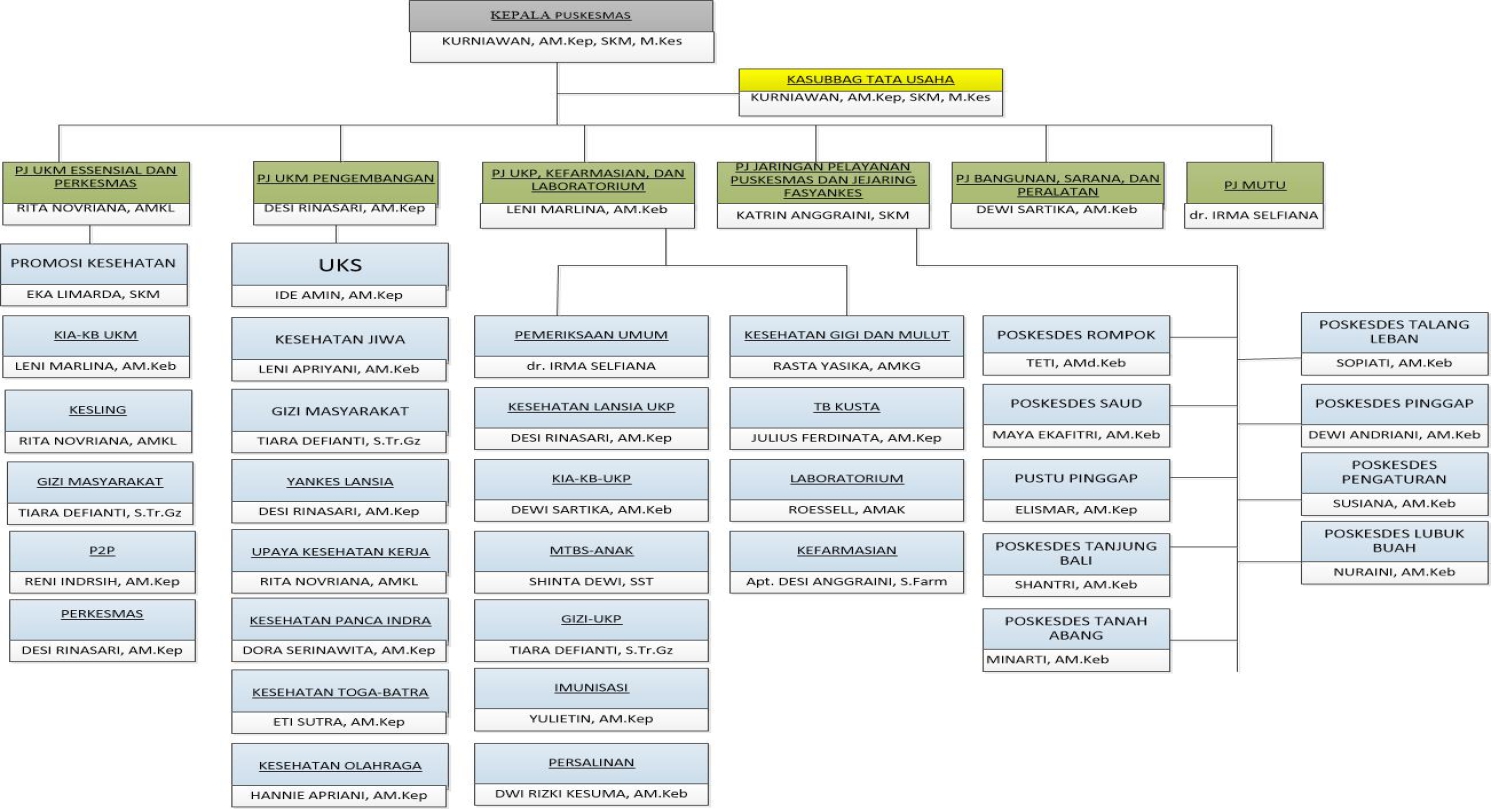 KEPALA PUSKESMAS
KURNIAWAN, AM.Kep, SKM, M.Kes
KASUBBAG TATA USAHA
KURNIAWAN, AM.Kep, SKM, M.Kes
PJ UKM ESSENSIAL DAN
PERKESMAS
RITA NOVRIANA, AMKL
PJ UKM PENGEMBANGAN
DESI RINASARI, AM.Kep
PJ UKP, KEFARMASIAN, DAN
LABORATORIUM
LENI MARLINA, AM.Keb
PJ JARINGAN PELAYANAN
PUSKESMAS DAN JEJARING
FASYANKES
KATRIN ANGGRAINI, SKM
PJ BANGUNAN, SARANA, DAN
PERALATAN
DEWI SARTIKA, AM.Keb
PJ MUTU
dr. IRMA SELFIANA
PROMOSI KESEHATAN
EKA LIMARDA, SKM
KIA-KB UKM
LENI MARLINA, AM.Keb
KESLING
RITA NOVRIANA, AMKL
GIZI MASYARAKAT
TIARA DEFIANTI, S.Tr.Gz
P2P
RENI INDRSIH, AM.Kep
PERKESMAS
DESI RINASARI, AM.Kep
UKS
IDE AMIN, AM.Kep
KESEHATAN JIWA
LENI APRIYANI, AM.Keb
GIZI MASYARAKAT
TIARA DEFIANTI, S.Tr.Gz
YANKES LANSIA
DESI RINASARI, AM.Kep
UPAYA KESEHATAN KERJA
RITA NOVRIANA, AMKL
KESEHATAN PANCA INDRA
DORA SERINAWITA, AM.Kep
KESEHATAN TOGA-BATRA
ETI SUTRA, AM.Kep
KESEHATAN OLAHRAGA
HANNIE APRIANI, AM.Kep
PEMERIKSAAN UMUM
dr. IRMA SELFIANA
KESEHATAN LANSIA UKP
DESI RINASARI, AM.Kep
KIA-KB-UKP
DEWI SARTIKA, AM.Keb
MTBS-ANAK
SHINTA DEWI, SST
GIZI-UKP
TIARA DEFIANTI, S.Tr.Gz
IMUNISASI
YULIETIN, AM.Kep
PERSALINAN
DWI RIZKI KESUMA, AM.Keb
KESEHATAN GIGI DAN MULUT
RASTA YASIKA, AMKG
TB KUSTA
JULIUS FERDINATA, AM.Kep
LABORATORIUM
ROESSELL, AMAK
KEFARMASIAN
Apt. DESI ANGGRAINI, S.Farm
POSKESDES ROMPOK
TETI, AMd.Keb
POSKESDES SAUD
MAYA EKAFITRI, AM.Keb
PUSTU PINGGAP
ELISMAR, AM.Kep
POSKESDES TANJUNG
BALI
SHANTRI, AM.Keb
POSKESDES TANAH
ABANG
MINARTI, AM.Keb
POSKESDES TALANG
LEBAN
SOPIATI, AM.Keb
POSKESDES PINGGAP
DEWI ANDRIANI, AM.Keb
POSKESDES
PENGATURAN
SUSIANA, AM.Keb
POSKESDES LUBUK
BUAH
NURAINI, AM.Keb